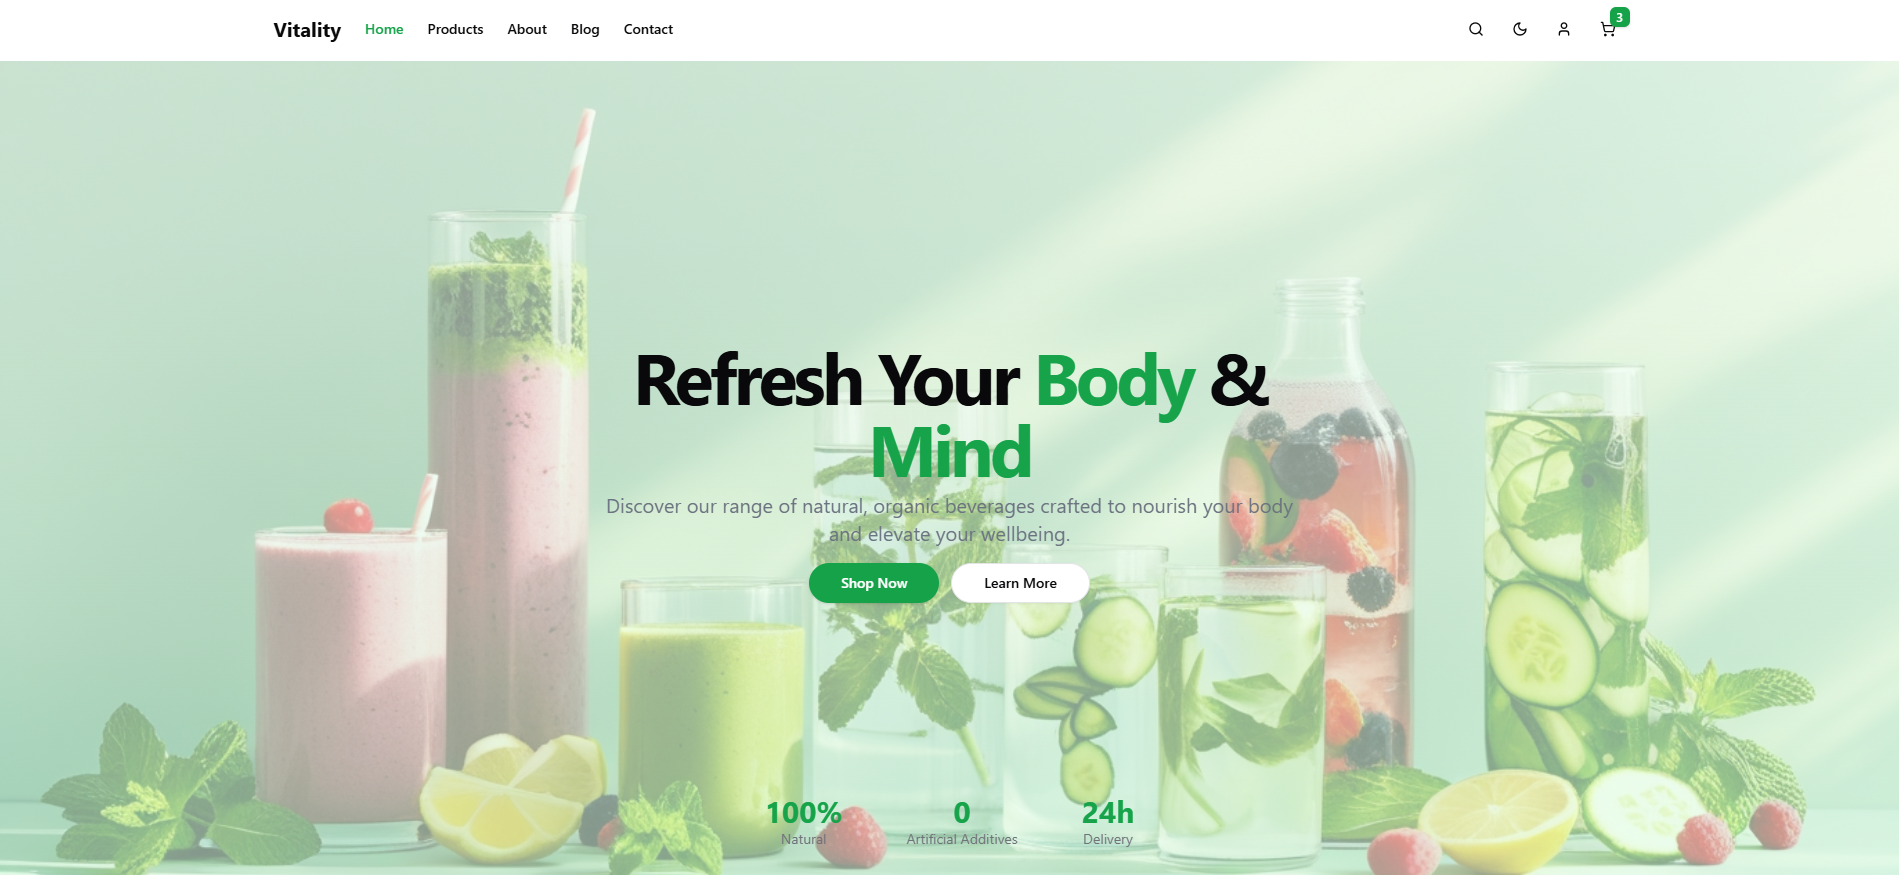 Vitality Home Products About Blog Contact 3
Refresh Your Body &
Mind
Discover our range of natural, organic beverages crafted to nourish your body
and elevate your wellbeing.
Shop Now Learn More
100% 0 24h
Natural Artificial Additives Delivery